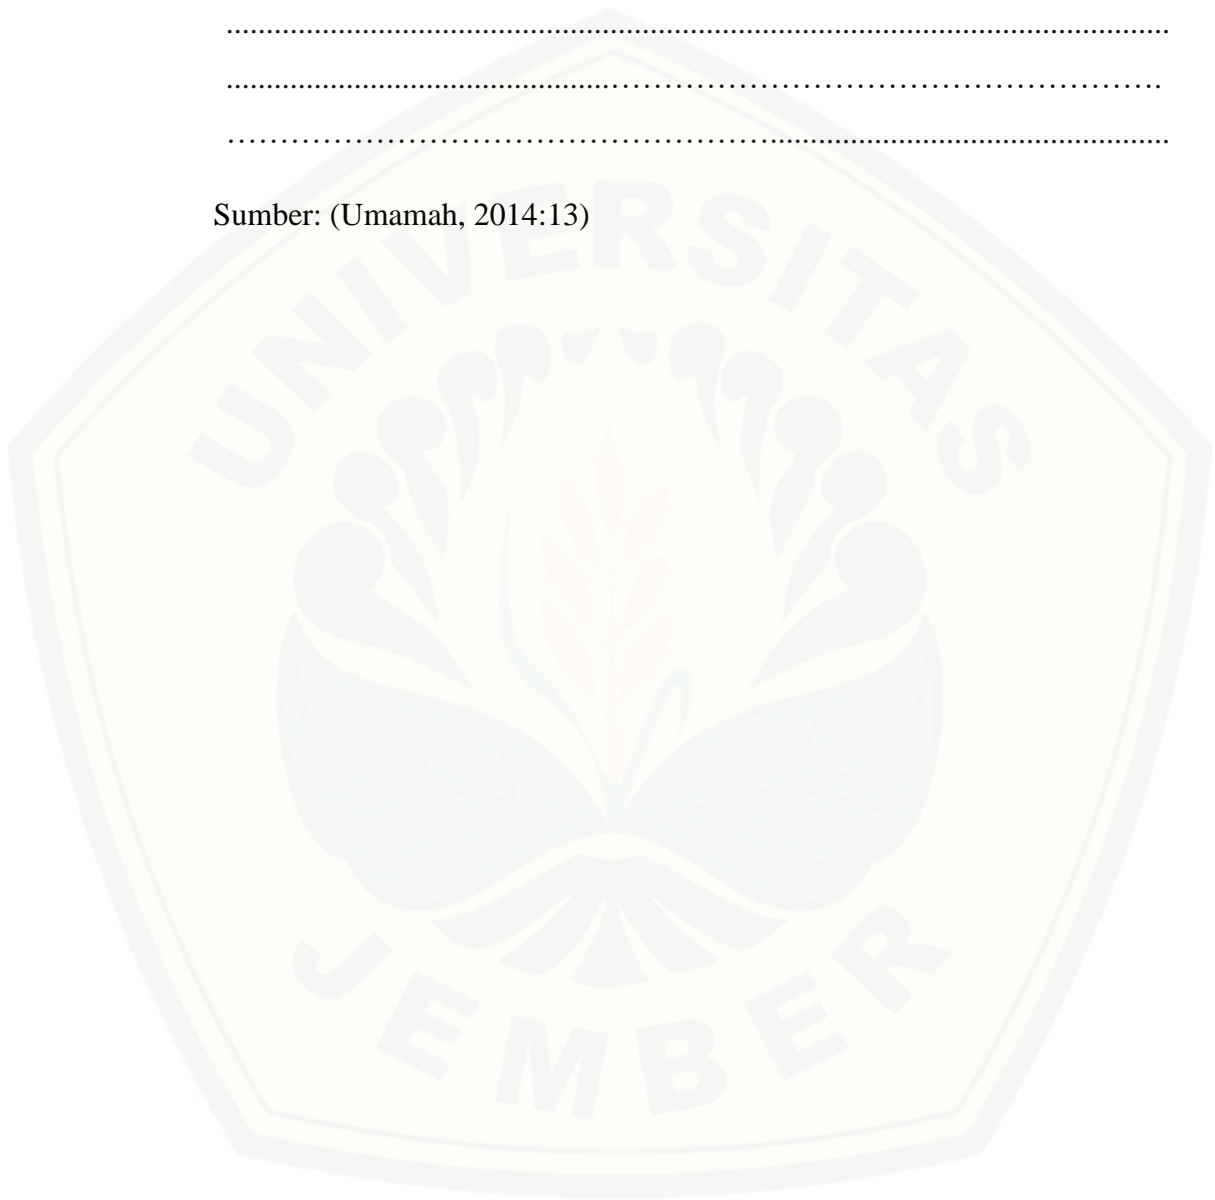 ......................................................................................................................
................................................………………………………………………….
…………………………………………………..................................................
Sumber: (Umamah, 2014:13)
UNIVERSITAS
JEMBER